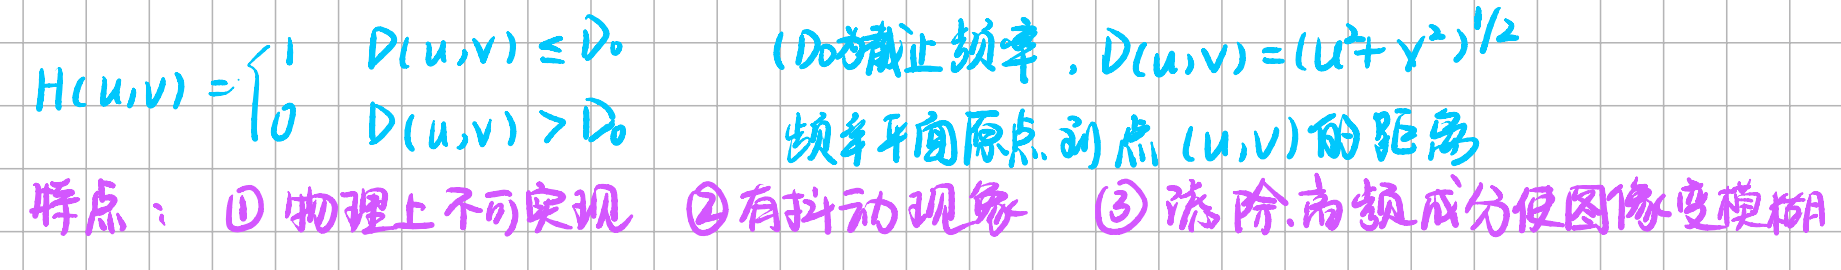 H(u,v) = { 1 D(u,v) ≤ D₀ (D₀为截止频率, D(u,v) = (u²+v²)^1/2
0 D(u,v) > D₀ 频率平面原点到点 (u,v) 的距离
特点: ① 物理上不可实现 ② 有抖动现象 ③ 滤除高频成分使图像变模糊